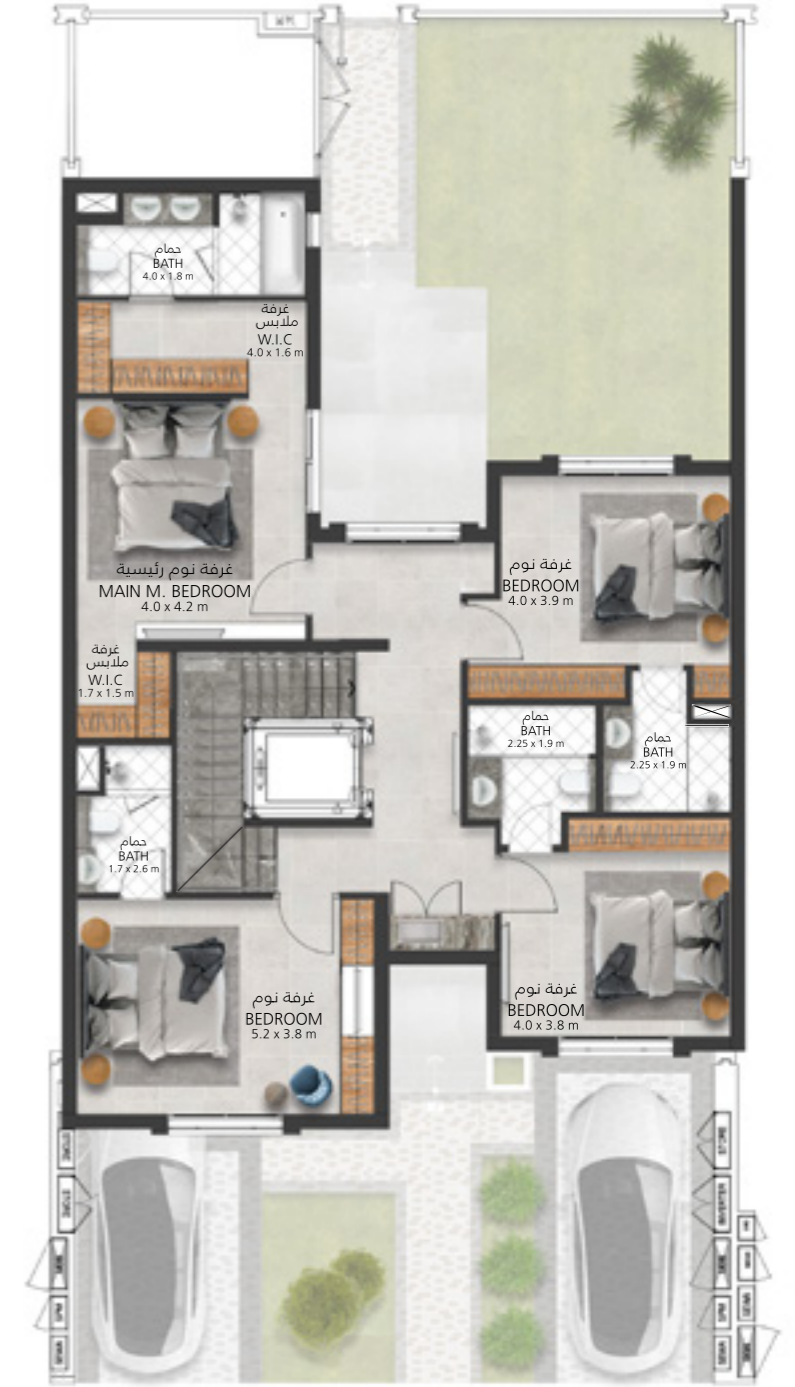 حمام
BATH
4.0 x 1.8 m
غرفة
ملابس
W.I.C
4.0 x 1.6 m
غرفة نوم رئيسية
MAIN M. BEDROOM
4.0 x 4.2 m
غرفة نوم
BEDROOM
4.0 x 3.9 m
غرفة
ملابس
W.I.C
1.7 x 1.5 m
حمام
BATH
2.25 x 1.9 m
حمام
BATH
2.25 x 1.9 m
حمام
BATH
1.7 x 2.6 m
غرفة نوم
BEDROOM
5.2 x 3.8 m
غرفة نوم
BEDROOM
4.0 x 3.8 m
STORE
INVERTER